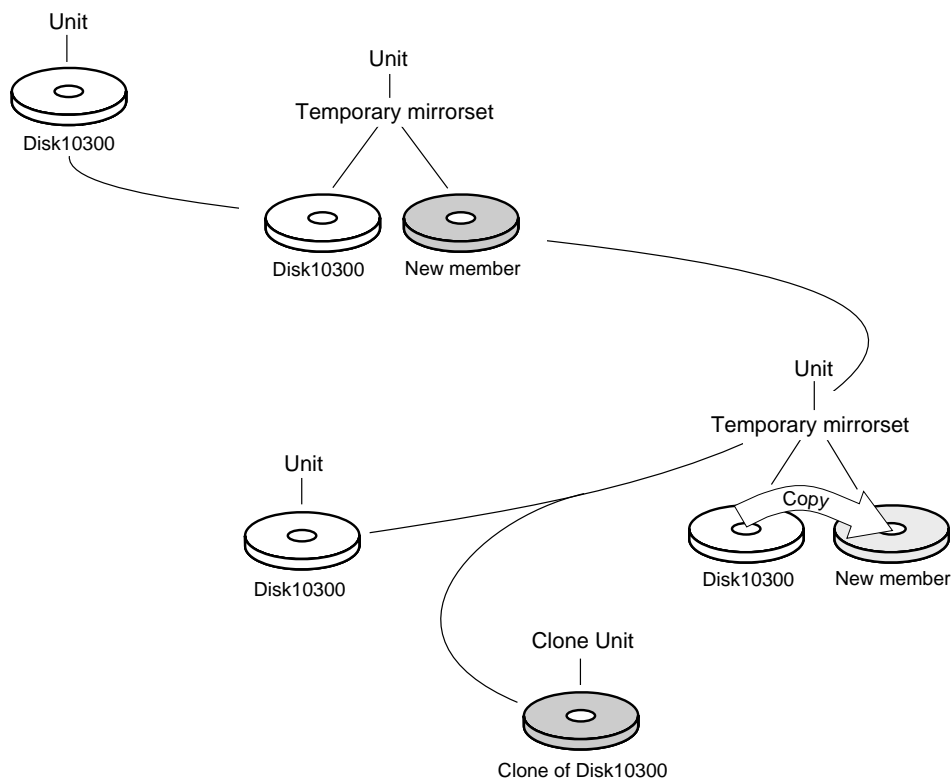 Unit
Disk10300
Unit
Temporary mirrorset
Disk10300
New member
Unit
Temporary mirrorset
Copy
Disk10300
New member
Unit
Disk10300
Clone Unit
Clone of Disk10300